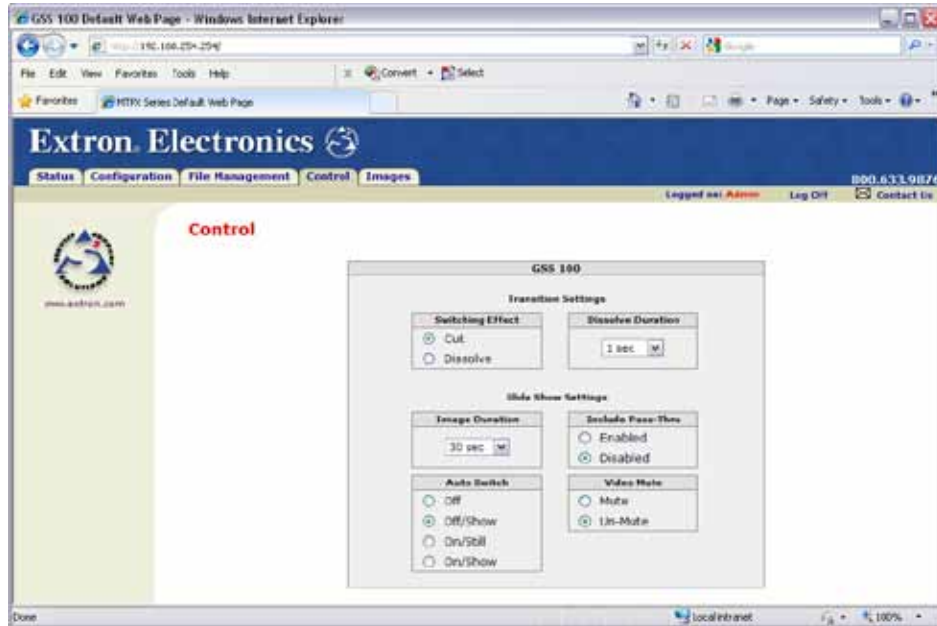 GSS 100 Default Web Page - Windows Internet Explorer
File Edit View Favorites Tools Help
Convert Select
Favorites MTPX Series Default Web Page
Page Safety Tools
Extron Electronics
Status Configuration File Management Control Images
800.633.9876
Logged on: Admin Log Off Contact Us
www.extron.com
Control
GSS 100
Transition Settings
Switching Effect
Cut
Dissolve
Dissolve Duration
1 sec
Slide Show Settings
Image Duration
30 sec
Include Pass-Thru
Enabled
Disabled
Auto Switch
Off
Off/Show
On/Still
On/Show
Video Mute
Mute
Un-Mute
Done Local intranet 100%